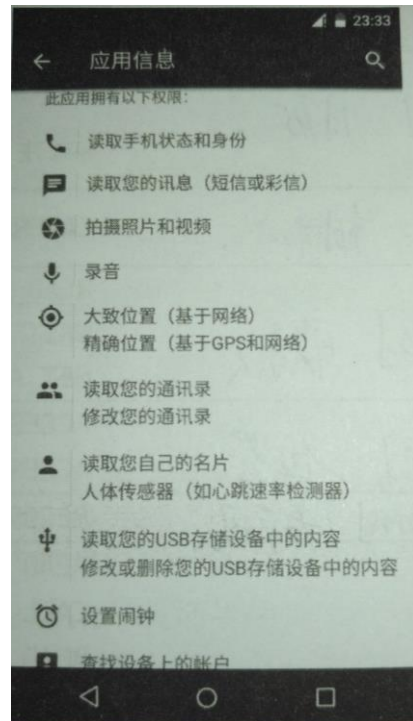 23:33
应用信息
此应用拥有以下权限：
读取手机状态和身份
读取您的讯息（短信或彩信）
拍摄照片和视频
录音
大致位置（基于网络）
精确位置（基于GPS和网络）
读取您的通讯录
修改您的通讯录
读取您自己的名片
人体传感器（如心跳速率检测器）
读取您的USB存储设备中的内容
修改或删除您的USB存储设备中的内容
设置闹钟
查找设备上的帐户